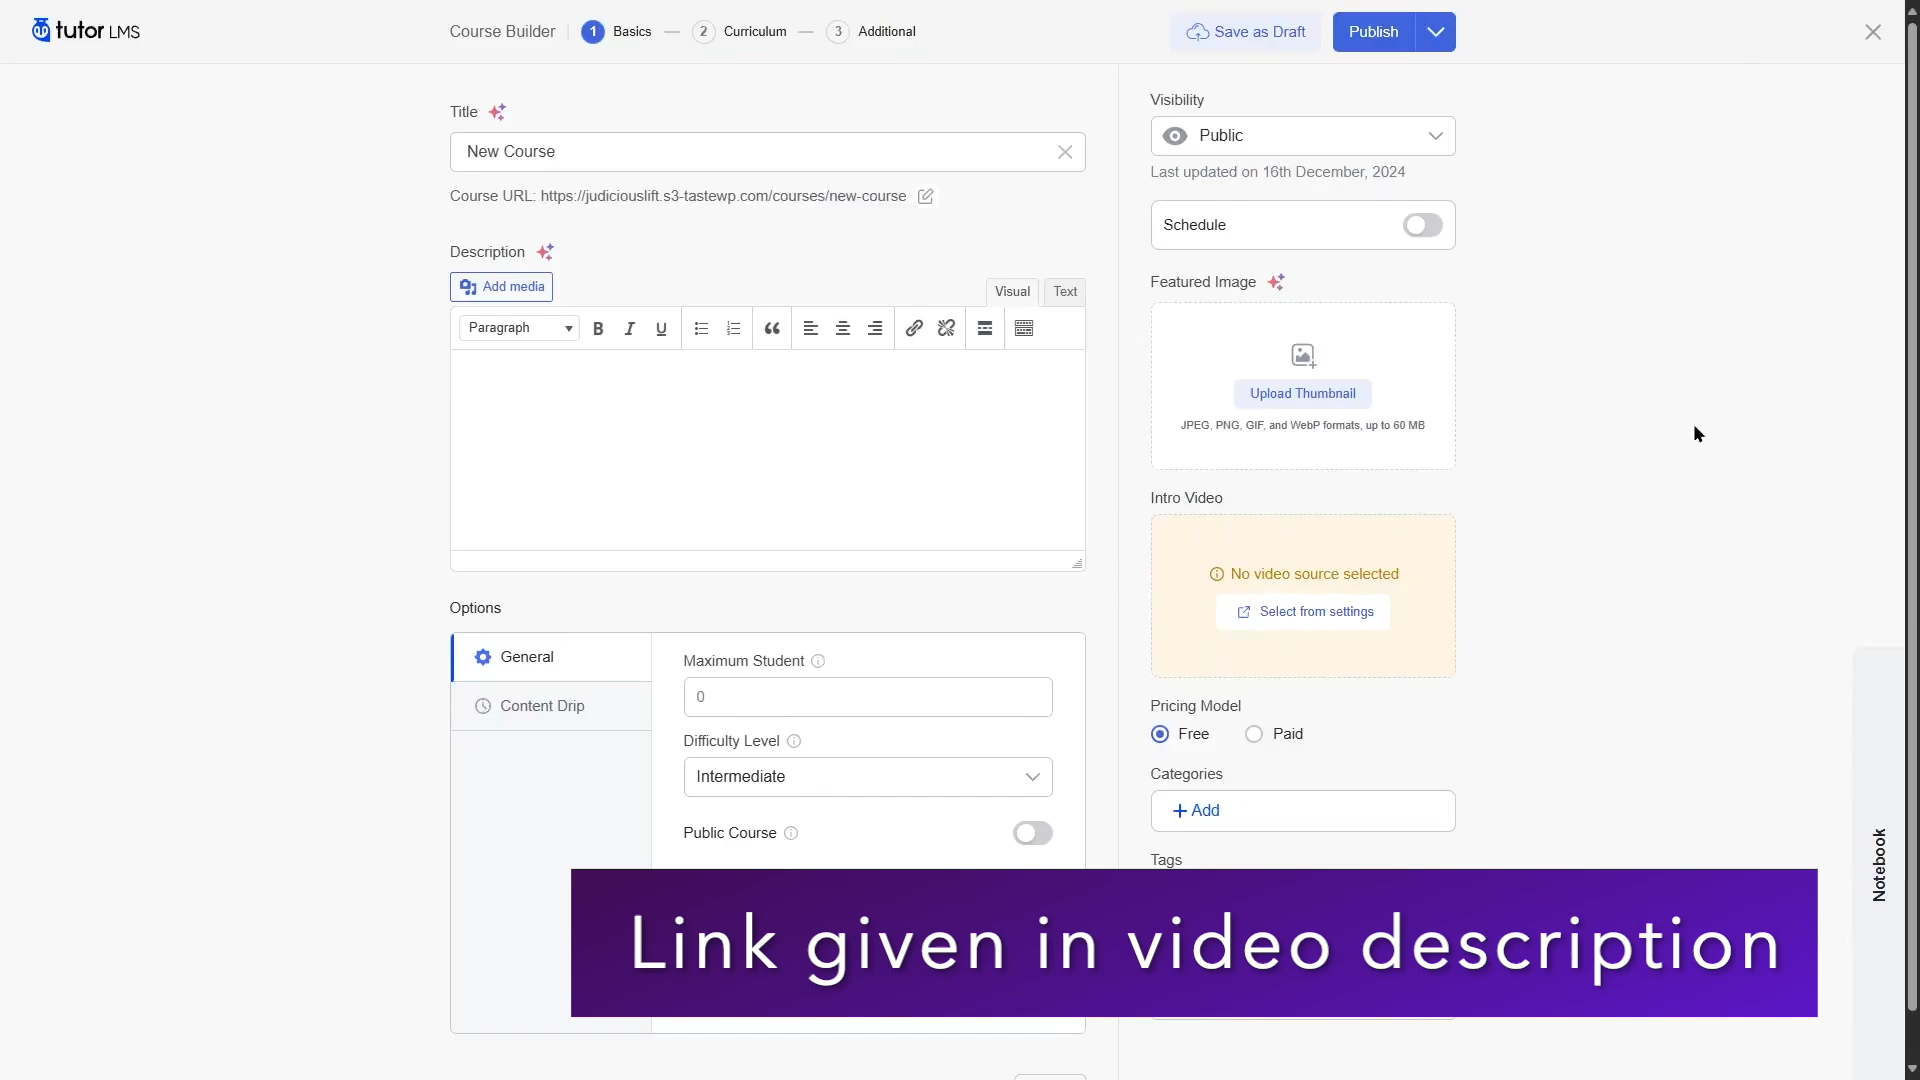 tutor LMS
Course Builder
1 Basics
2 Curriculum
3 Additional
Save as Draft
Publish
Title
New Course
Course URL: https://judiciouslift.s3-tastewp.com/courses/new-course
Description
Add media
Visual
Text
Paragraph
Options
General
Content Drip
Maximum Student
0
Difficulty Level
Intermediate
Public Course
Visibility
Public
Last updated on 16th December, 2024
Schedule
Featured Image
Upload Thumbnail
JPEG, PNG, GIF, and WebP formats, up to 60 MB
Intro Video
No video source selected
Select from settings
Pricing Model
Free
Paid
Categories
+ Add
Tags
Notebook
Link given in video description